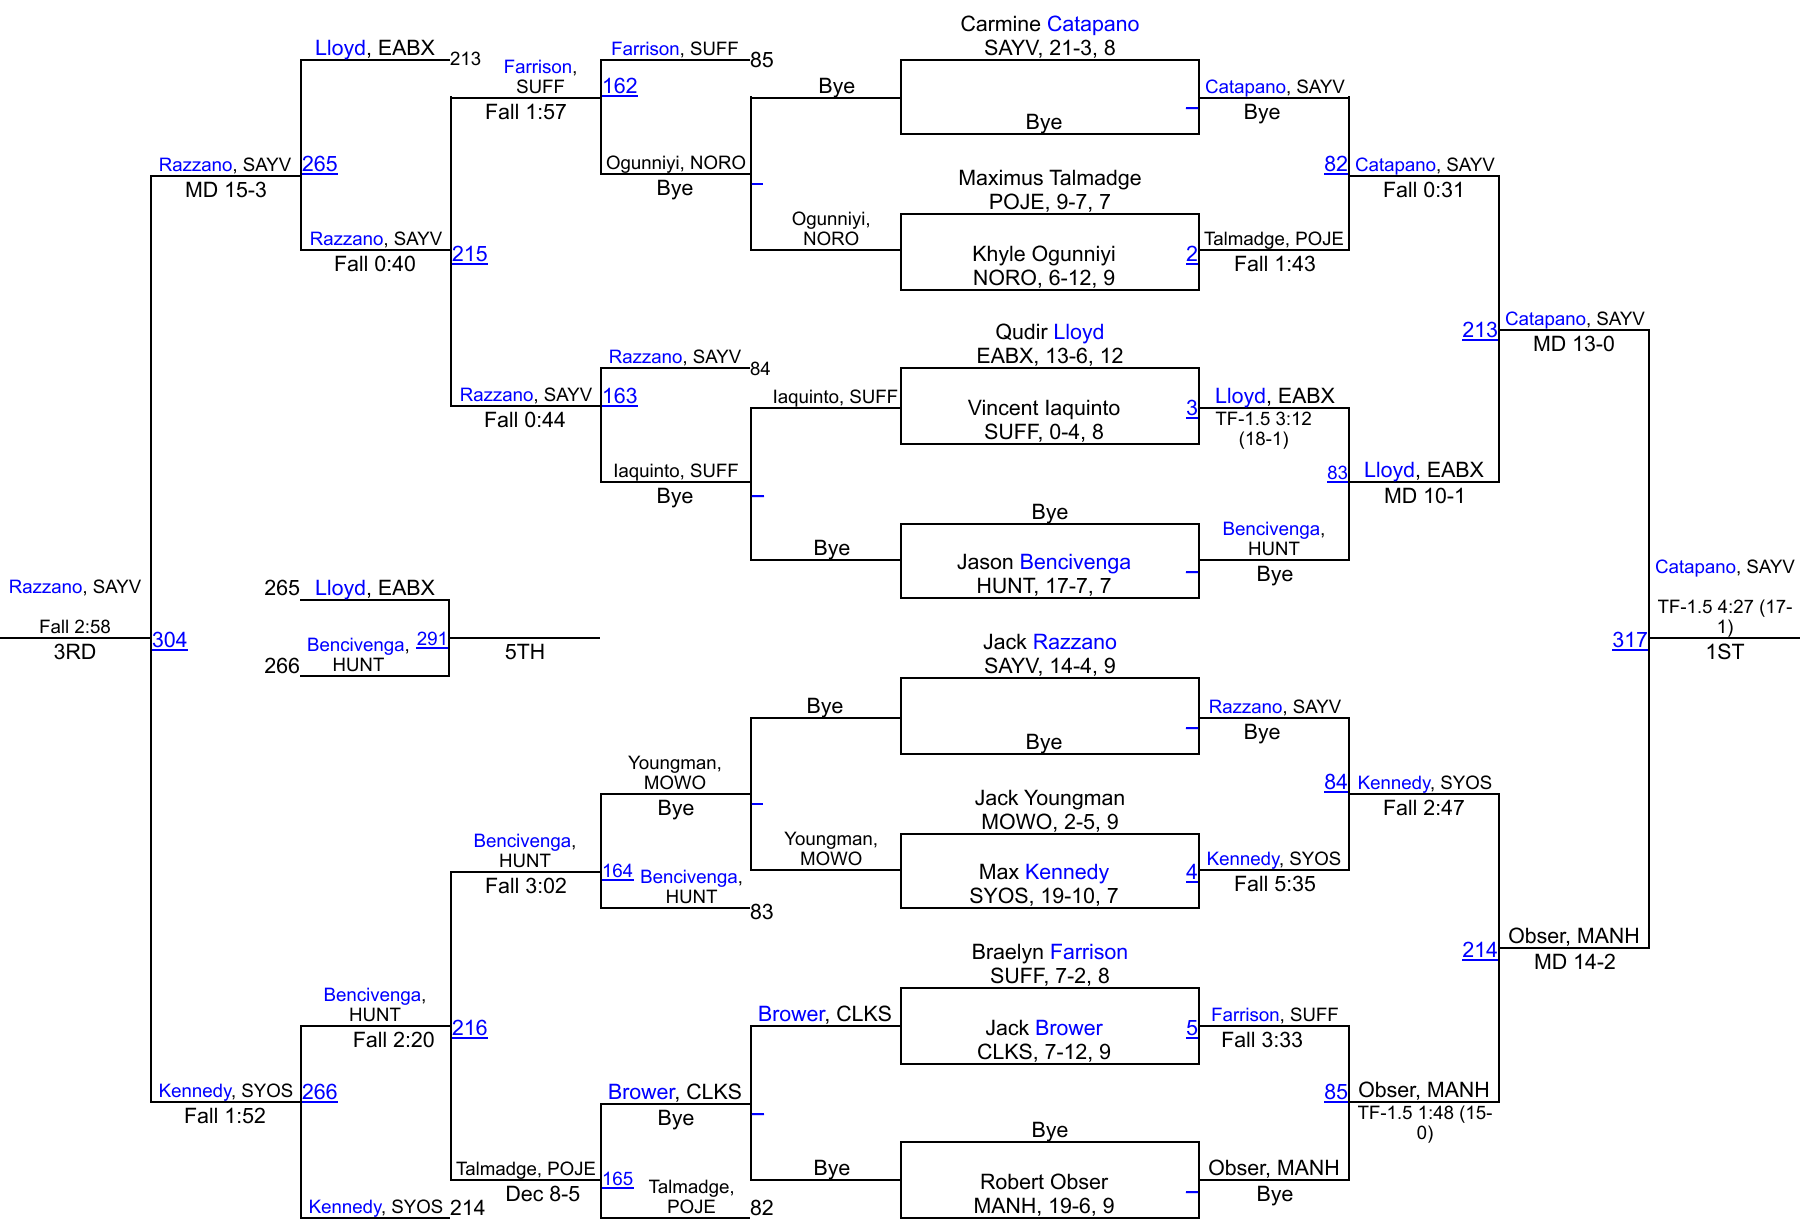 Carmine Catapano
SAYV, 21-3, 8
Lloyd, EABX
213
Farrison, SUFF
85
Farrison,
SUFF
162
Fall 1:57
Bye
Catapano, SAYV
Bye
Bye
Ogunniyi, NORO
Bye
Razzano, SAYV
265
MD 15-3
82
Catapano, SAYV
Fall 0:31
Maximus Talmadge
POJE, 9-7, 7
Ogunniyi,
NORO
Khyle Ogunniyi
NORO, 6-12, 9
2
Talmadge, POJE
Fall 1:43
Razzano, SAYV
215
Fall 0:40
Qudir Lloyd
EABX, 13-6, 12
213
Catapano, SAYV
MD 13-0
Razzano, SAYV
84
Razzano, SAYV
163
Fall 0:44
Iaquinto, SUFF
Vincent Iaquinto
SUFF, 0-4, 8
3
Lloyd, EABX
TF-1.5 3:12
(18-1)
Iaquinto, SUFF
Bye
83
Lloyd, EABX
MD 10-1
Bye
Bye
Jason Bencivenga
HUNT, 17-7, 7
Bencivenga,
HUNT
Bye
Razzano, SAYV
Fall 2:58
3RD
304
265
Lloyd, EABX
Bencivenga,
HUNT
291
266
5TH
Catapano, SAYV
TF-1.5 4:27 (17-
1)
317
1ST
Jack Razzano
SAYV, 14-4, 9
Bye
Bye
Razzano, SAYV
Bye
Youngman,
MOWO
Bye
84
Kennedy, SYOS
Fall 2:47
Jack Youngman
MOWO, 2-5, 9
Youngman,
MOWO
Max Kennedy
SYOS, 19-10, 7
4
Kennedy, SYOS
Fall 5:35
Bencivenga,
HUNT
Fall 3:02
164
Bencivenga,
HUNT
83
Braelyn Farrison
SUFF, 7-2, 8
214
Obser, MANH
MD 14-2
Bencivenga,
HUNT
216
Fall 2:20
Brower, CLKS
Jack Brower
CLKS, 7-12, 9
5
Farrison, SUFF
Fall 3:33
Kennedy, SYOS
266
Fall 1:52
Brower, CLKS
Bye
85
Obser, MANH
TF-1.5 1:48 (15-
0)
Bye
Talmadge, POJE
165
Dec 8-5
Talmadge,
POJE
82
Bye
Robert Obser
MANH, 19-6, 9
Obser, MANH
Bye
Kennedy, SYOS
214